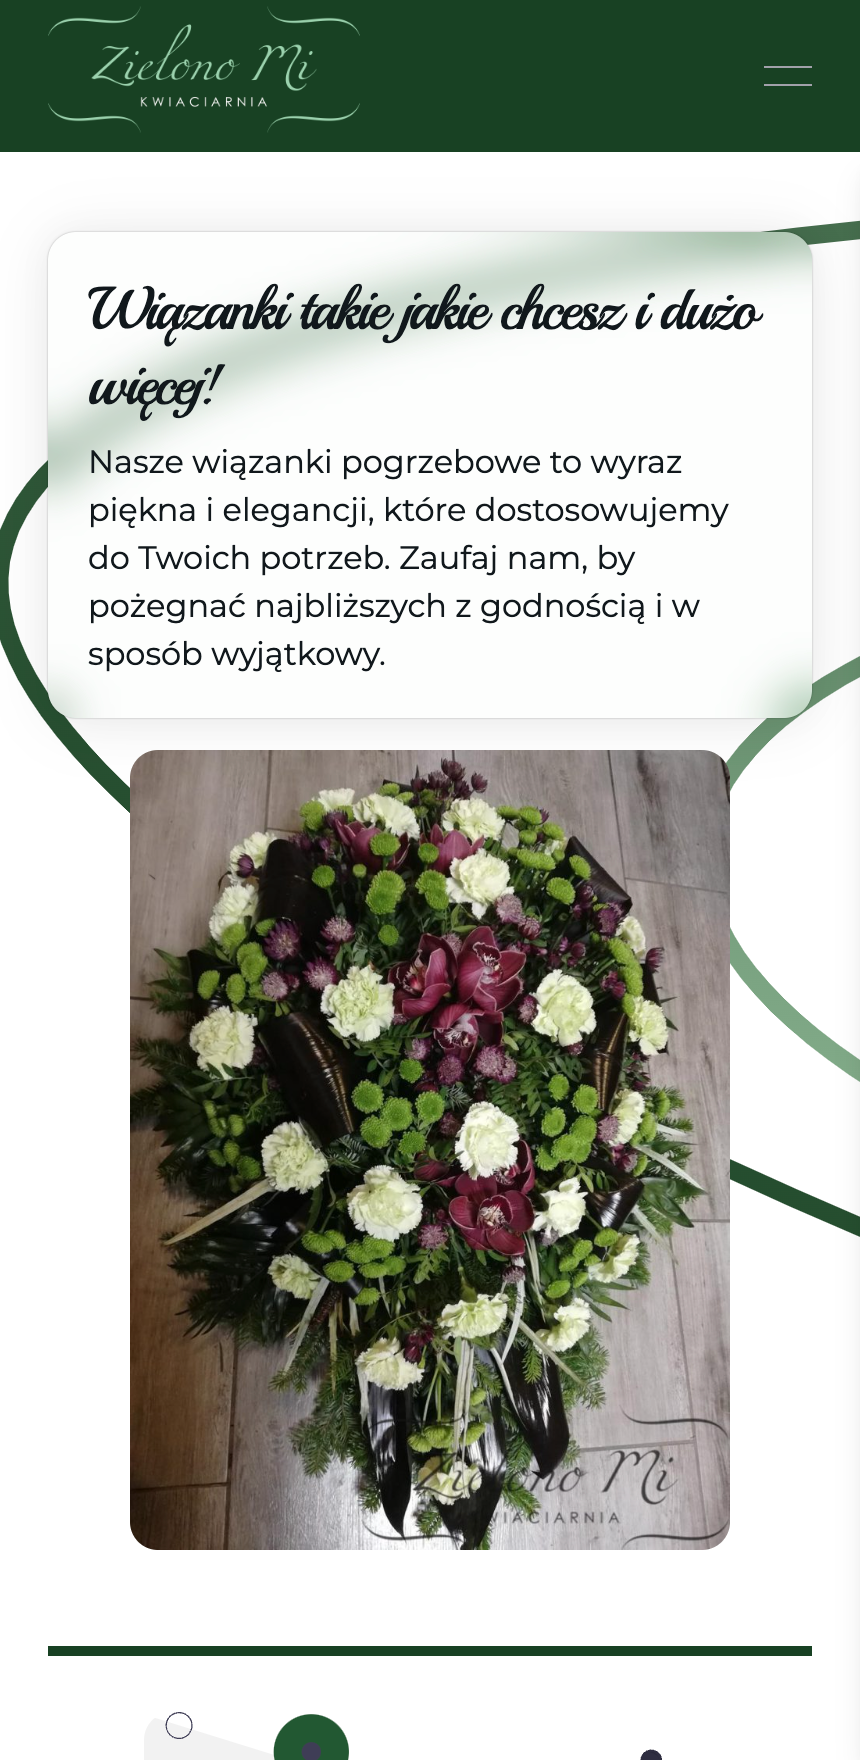 Zielono Mi
KWIACIARNIA
Wiązanki takie jakie chcesz i dużo
więcej!
Nasze wiązanki pogrzebowe to wyraz
piękna i elegancji, które dostosowujemy
do Twoich potrzeb. Zaufaj nam, by
pożegnać najbliższych z godnością i w
sposób wyjątkowy.
Zielono Mi
KWIACIARNIA